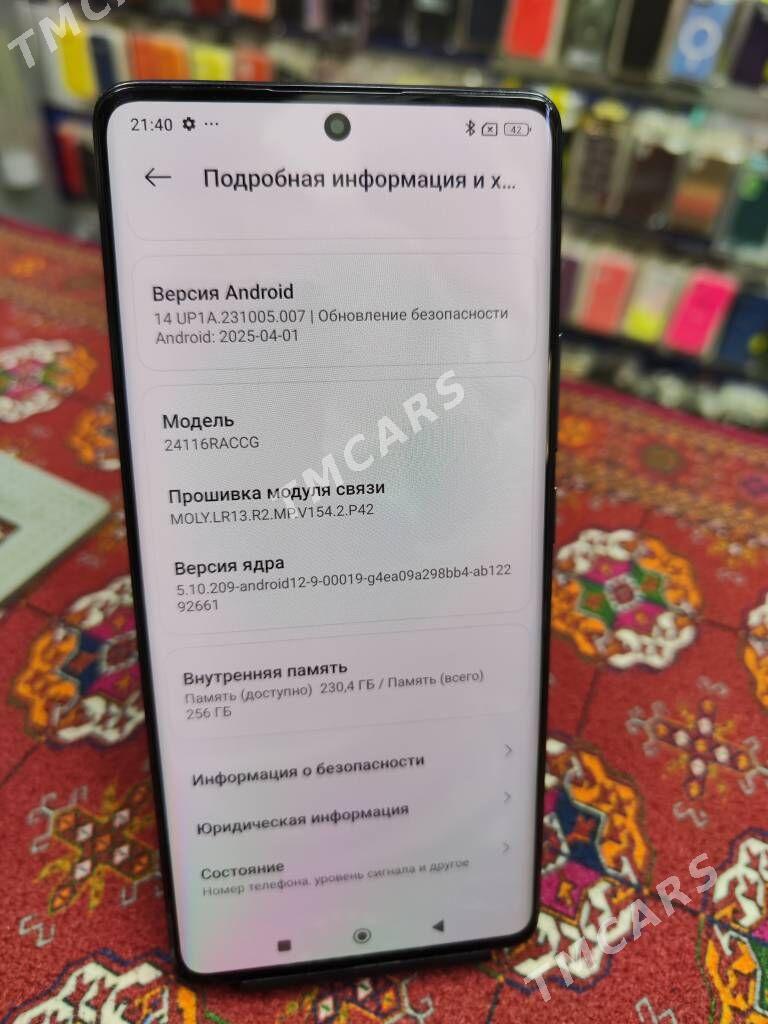 TMCARS
21:40 ...
42
Подробная информация и х...
Версия Android
14 UP1A.231005.007 | Обновление безопасности
Android: 2025-04-01
Модель
24116RACCG
TMCARS
Прошивка модуля связи
MOLY.LR13.R2.MP.V154.2.P42
Версия ядра
5.10.209-android12-9-00019-g4ea09a298bb4-ab122
92661
Внутренняя память
Память (доступно) 230,4 ГБ / Память (всего)
256 ГБ
Информация о безопасности
Юридическая информация
Состояние
Номер телефона, уровень сигнала и другое
TMCARS